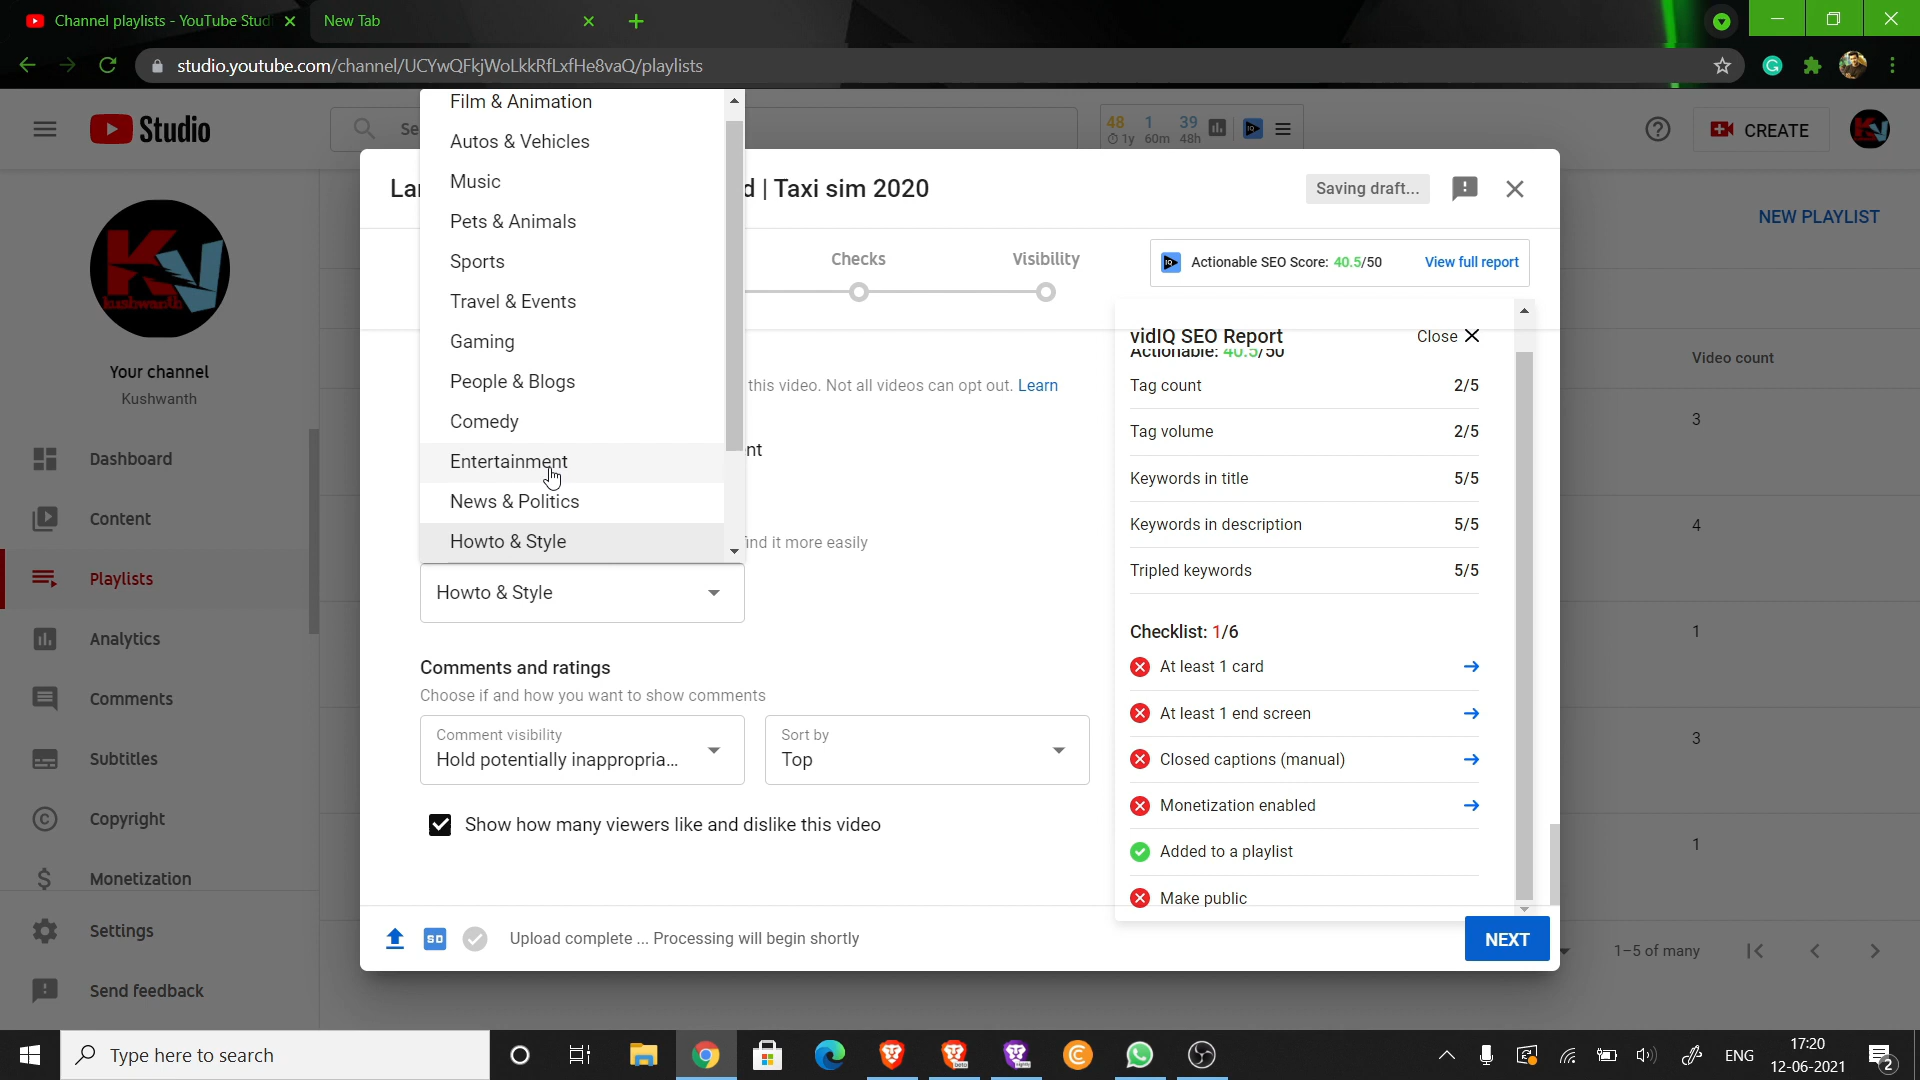 Channel playlists - YouTube Stud
New Tab
studio.youtube.com/channel/UCYwQFkjWoLkkRfLxfHe8vaQ/playlists
Studio
Se
48 1 39
1y 60m 48h
CREATE
NEW PLAYLIST
Video count
3
4
1
3
1
1–5 of many
KV
kushwanth
Your channel
Kushwanth
Dashboard
Content
Playlists
Analytics
Comments
Subtitles
Copyright
Monetization
Settings
Send feedback
d | Taxi sim 2020
Saving draft...
Checks
Visibility
Actionable SEO Score: 40.5/50
View full report
Film & Animation
Autos & Vehicles
Music
Pets & Animals
Sports
Travel & Events
Gaming
People & Blogs
Comedy
Entertainment
News & Politics
Howto & Style
this video. Not all videos can opt out. Learn
nt
ind it more easily
Howto & Style
Comments and ratings
Choose if and how you want to show comments
Comment visibility
Hold potentially inappropria...
Sort by
Top
Show how many viewers like and dislike this video
vidIQ SEO Report
Close
Actionable: 40.5/50
Tag count 2/5
Tag volume 2/5
Keywords in title 5/5
Keywords in description 5/5
Tripled keywords 5/5
Checklist: 1/6
At least 1 card
At least 1 end screen
Closed captions (manual)
Monetization enabled
Added to a playlist
Make public
SD
Upload complete ... Processing will begin shortly
NEXT
Type here to search
ENG
17:20
12-06-2021
2